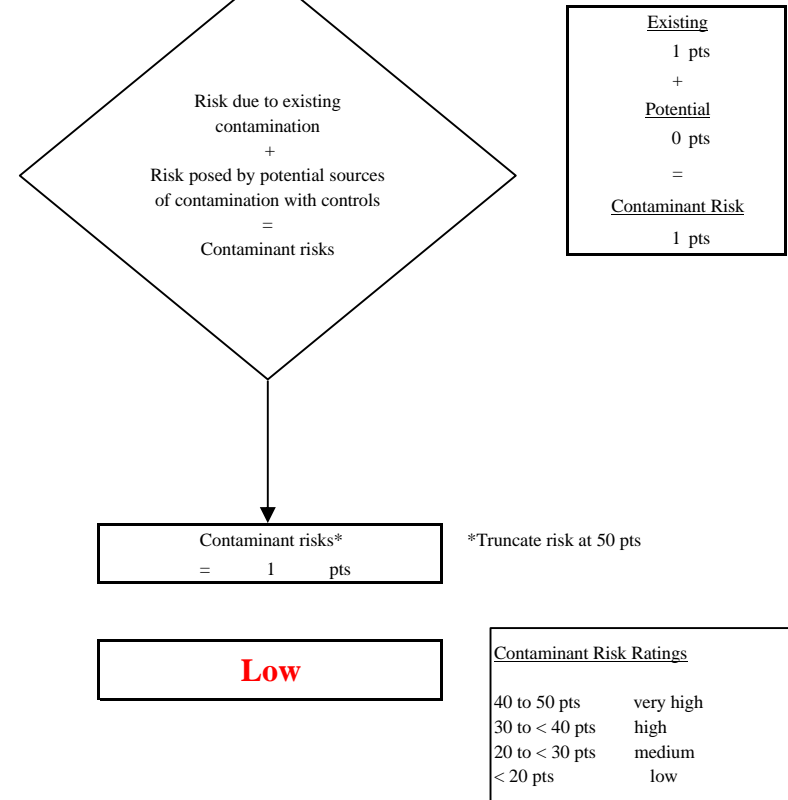 Risk due to existing
contamination
+
Risk posed by potential sources
of contamination with controls
=
Contaminant risks
Existing
1 pts
+
Potential
0 pts
=
Contaminant Risk
1 pts
Contaminant risks*
= 1 pts
*Truncate risk at 50 pts
Low
Contaminant Risk Ratings
40 to 50 pts very high
30 to < 40 pts high
20 to < 30 pts medium
< 20 pts low